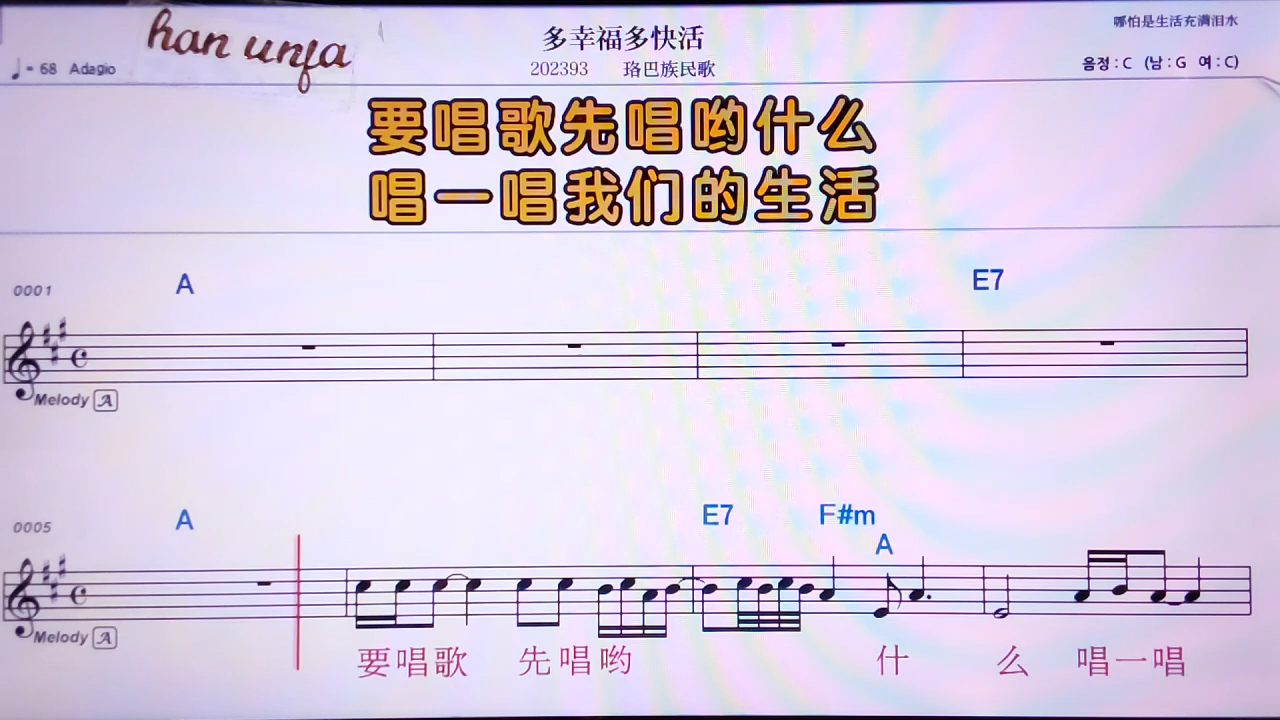 han unfa
多幸福多快活
哪怕是生活充满泪水
♩= 68 Adagio
202393 珞巴族民歌
음정 : C (남 : G 여 : C)
要唱歌先唱哟什么
唱一唱我们的生活
0001 A E7
Melody A
0005 A E7 F#m
A
Melody A
要唱歌 先唱哟 什 么 唱一唱